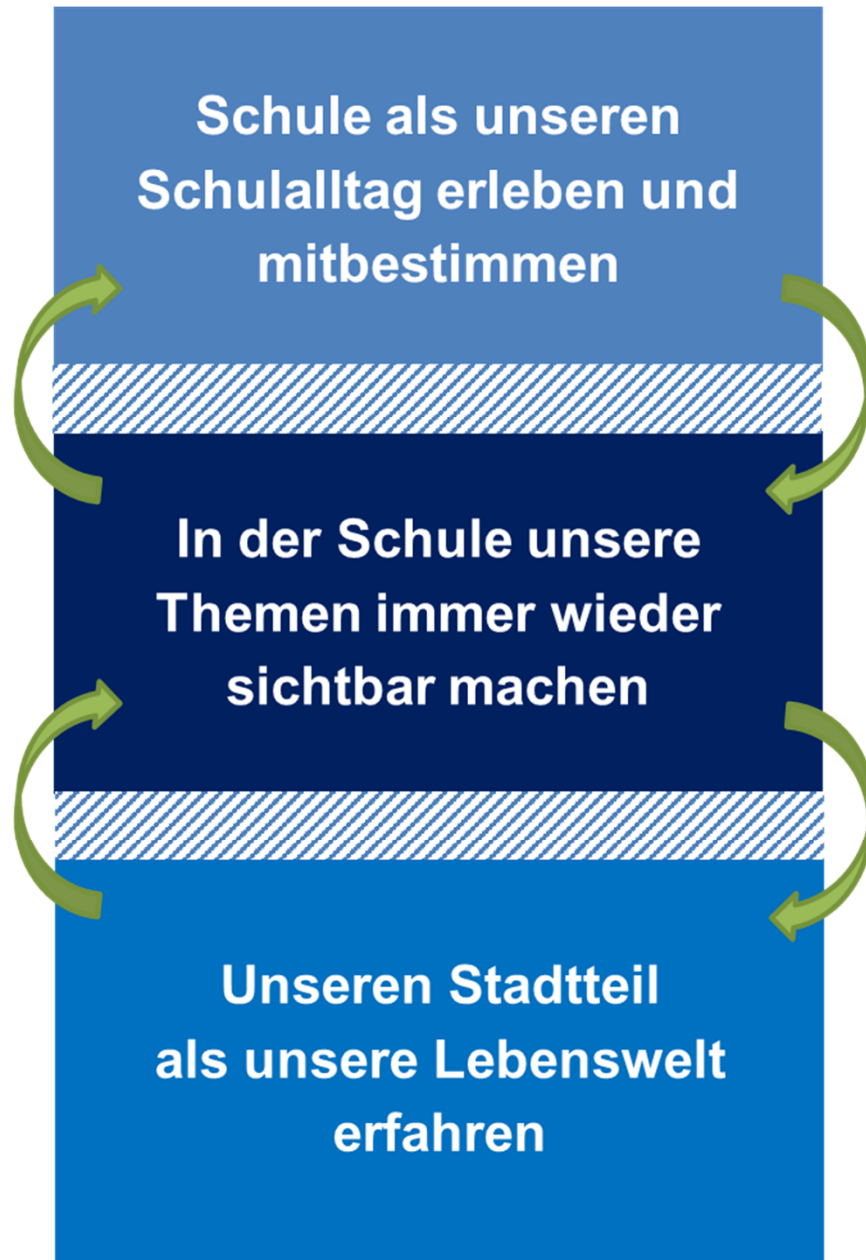 Schule als unseren
Schulalltag erleben und
mitbestimmen
In der Schule unsere
Themen immer wieder
sichtbar machen
Unseren Stadtteil
als unsere Lebenswelt
erfahren